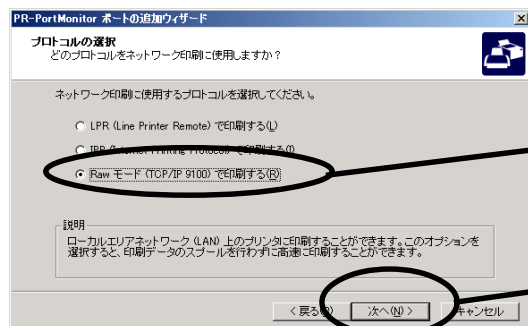 PR-PortMonitor ポートの追加ウィザード
プロトコルの選択
どのプロトコルをネットワーク印刷に使用しますか？
ネットワーク印刷に使用するプロトコルを選択してください。
LPR (Line Printer Remote) で印刷する(L)
IPP (Internet Printing Protocol) で印刷する(I)
Raw モード (TCP/IP 9100) で印刷する(R)
説明
ローカルエリアネットワーク (LAN) 上のプリンタに印刷することができます。このオプションを
選択すると、印刷データのスプールを行わずに高速に印刷することができます。
< 戻る(B) 次へ(N) > キャンセル